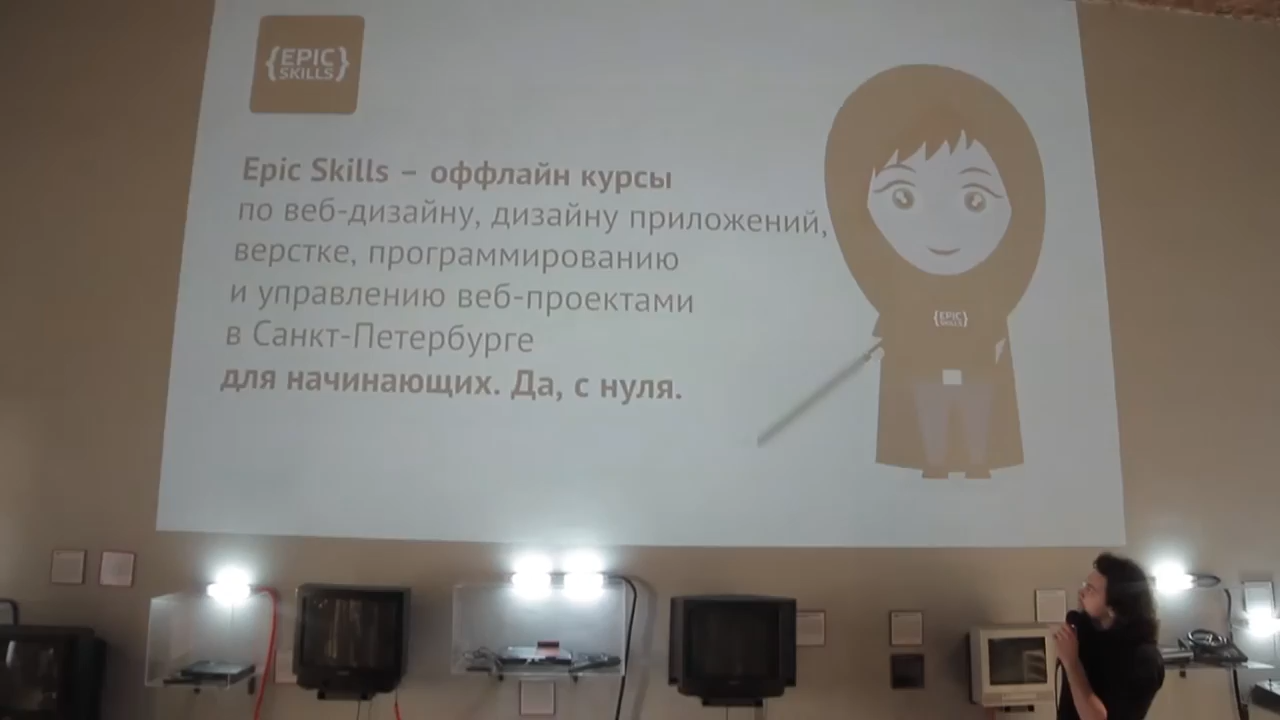 {EPIC
SKILLS}
Epic Skills – оффлайн курсы
по веб-дизайну, дизайну приложений,
верстке, программированию
и управлению веб-проектами
в Санкт-Петербурге
для начинающих. Да, с нуля.
{EPIC
SKILLS}